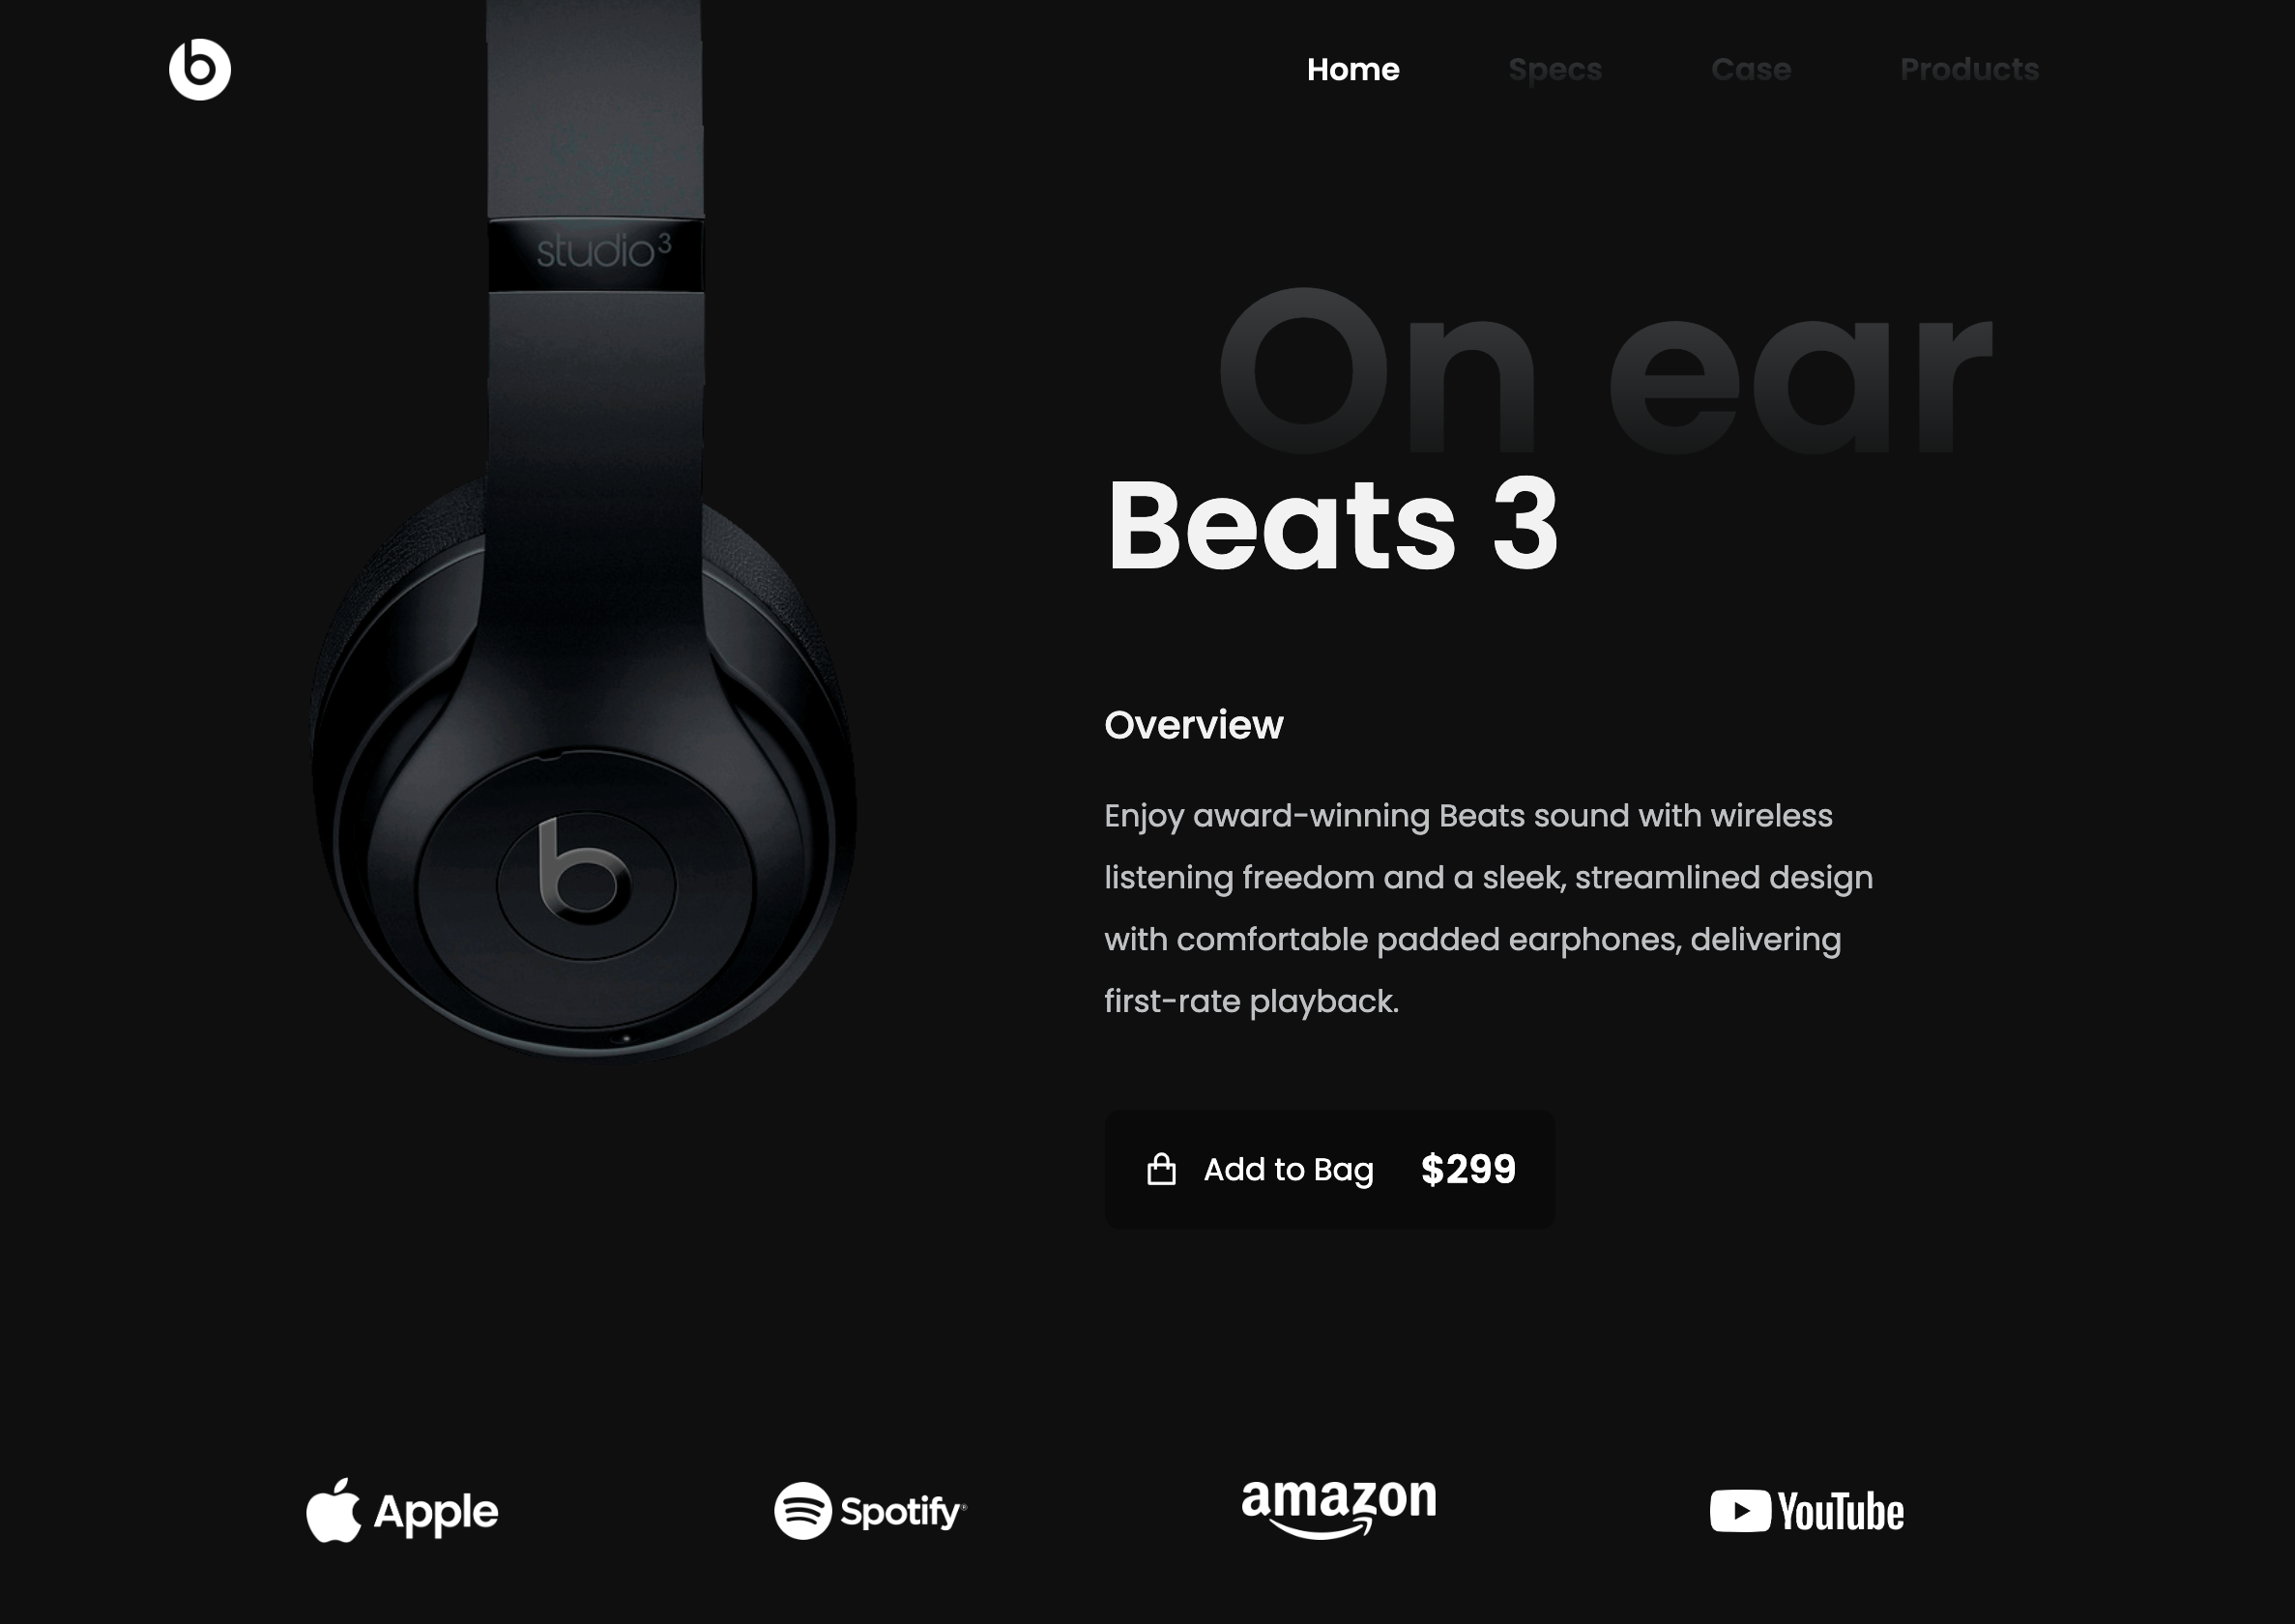 Home Specs Case Products
studio3
On ear
Beats 3
Overview
Enjoy award-winning Beats sound with wireless
listening freedom and a sleek, streamlined design
with comfortable padded earphones, delivering
first-rate playback.
Add to Bag $299
Apple Spotify® amazon YouTube